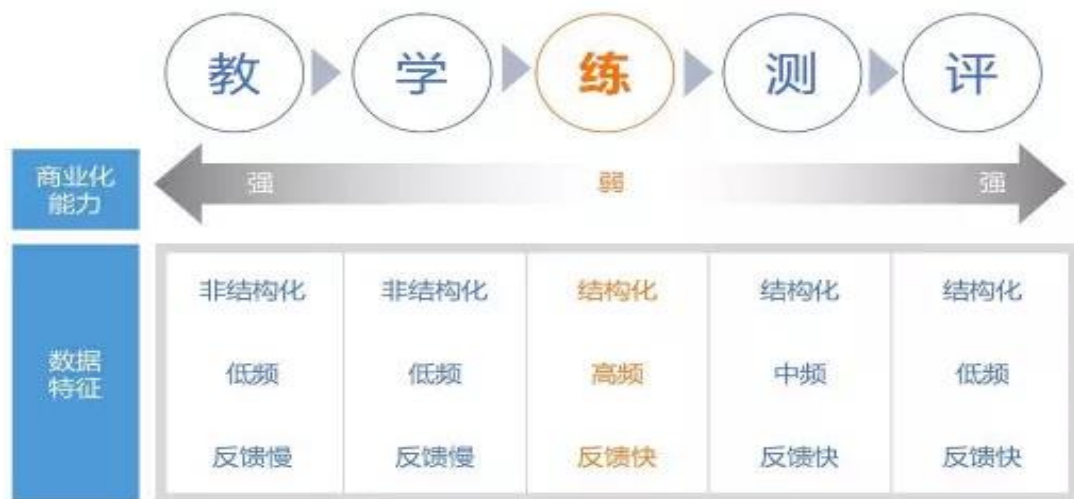 教 学 练 测 评
商业化
能力
强 弱 强
数据
特征
非结构化 非结构化 结构化 结构化 结构化
低频 低频 高频 中频 低频
反馈慢 反馈慢 反馈快 反馈快 反馈快